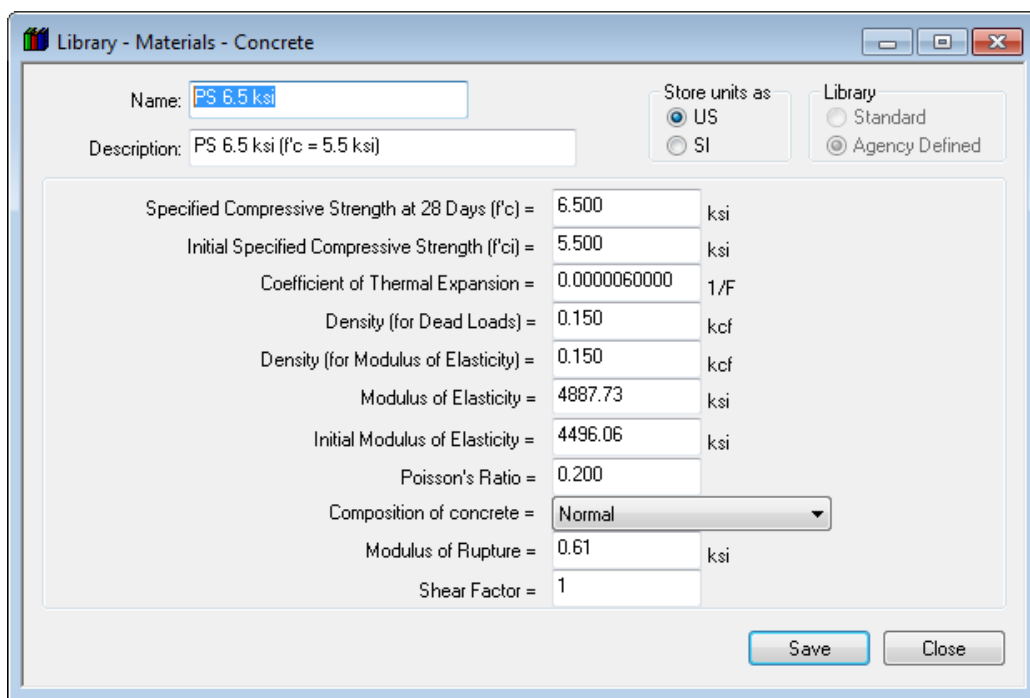 Library - Materials - Concrete
Name: PS 6.5 ksi
Description: PS 6.5 ksi (f'c = 5.5 ksi)
Store units as
US
SI
Library
Standard
Agency Defined
Specified Compressive Strength at 28 Days (f'c) = 6.500 ksi
Initial Specified Compressive Strength (f'ci) = 5.500 ksi
Coefficient of Thermal Expansion = 0.0000060000 1/F
Density (for Dead Loads) = 0.150 kcf
Density (for Modulus of Elasticity) = 0.150 kcf
Modulus of Elasticity = 4887.73 ksi
Initial Modulus of Elasticity = 4496.06 ksi
Poisson's Ratio = 0.200
Composition of concrete = Normal
Modulus of Rupture = 0.61 ksi
Shear Factor = 1
Save Close